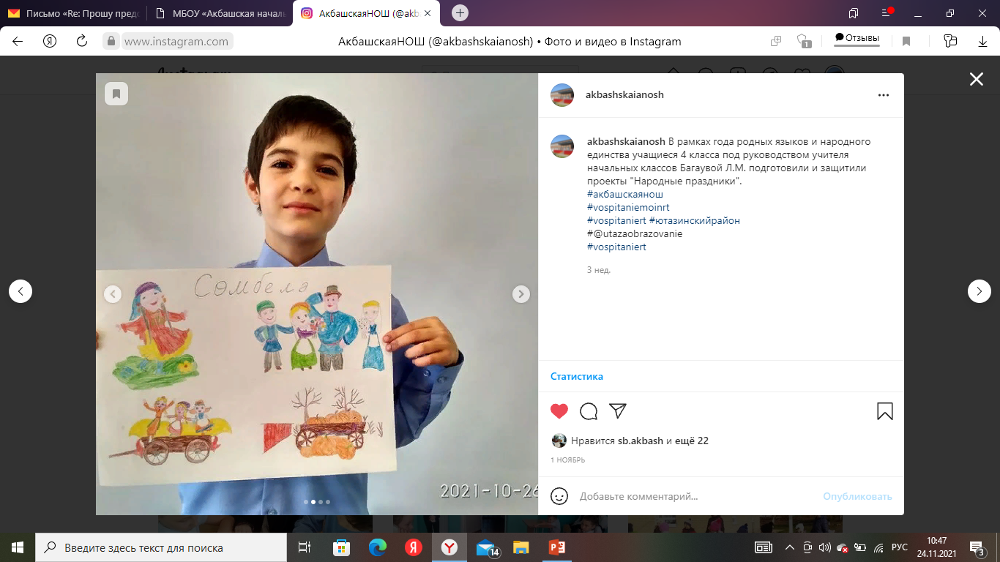 Письмо «Re: Прошу предо
МБОУ «Акбашская началь
АкбашскаяНОШ (@akb
www.instagram.com
АкбашскаяНОШ (@akbashskaianosh) • Фото и видео в Instagram
1
Отзывы
akbashskaianosh
akbashskaianosh В рамках года родных языков и народного
единства учащиеся 4 класса под руководством учителя
начальных классов Багаувой Л.М. подготовили и защитили
проекты "Народные праздники".
#акбашскаянош
#vospitaniemoinrt
#vospitaniert #ютазинскийрайон
#@utazaobrazovanie
#vospitaniert
3 нед.
Сөмбелә
2021-10-26
Статистика
Нравится sb.akbash и ещё 22
1 НОЯБРЬ
Добавьте комментарий...
Опубликовать
Введите здесь текст для поиска
14
РУС
10:47
24.11.2021
3